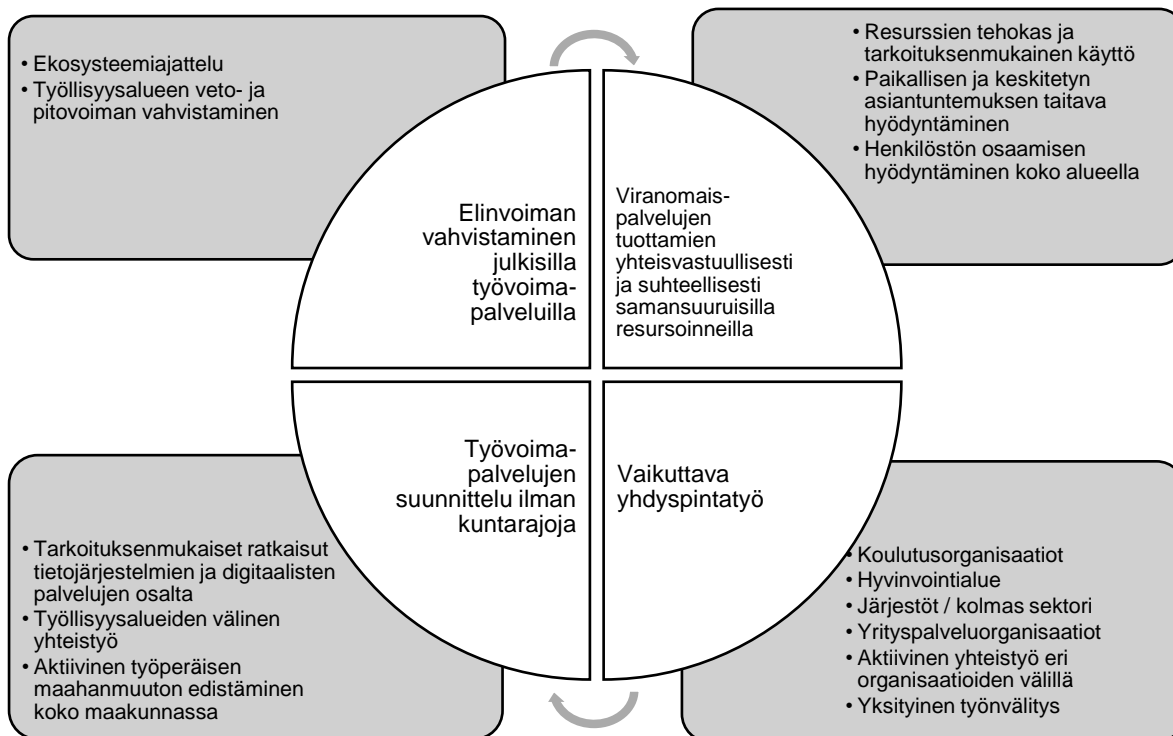 • Ekosysteemiajattelu
• Työllisyysalueen veto- ja
pitovoiman vahvistaminen
• Resurssien tehokas ja
tarkoituksenmukainen käyttö
• Paikallisen ja keskitetyn
asiantuntemuksen taitava
hyödyntäminen
• Henkilöstön osaamisen
hyödyntäminen koko alueella
Elinvoiman
vahvistaminen
julkisilla
työvoima-
palveluilla
Viranomais-
palvelujen
tuottamien
yhteisvastuullisesti
ja suhteellisesti
samansuuruisilla
resursoinneilla
Työvoima-
palvelujen
suunnittelu ilman
kuntarajoja
Vaikuttava
yhdyspintatyö
• Tarkoituksenmukaiset ratkaisut
tietojärjestelmien ja digitaalisten
palvelujen osalta
• Työllisyysalueiden välinen
yhteistyö
• Aktiivinen työperäisen
maahanmuuton edistäminen
koko maakunnassa
• Koulutusorganisaatiot
• Hyvinvointialue
• Järjestöt / kolmas sektori
• Yrityspalveluorganisaatiot
• Aktiivinen yhteistyö eri
organisaatioiden välillä
• Yksityinen työnvälitys